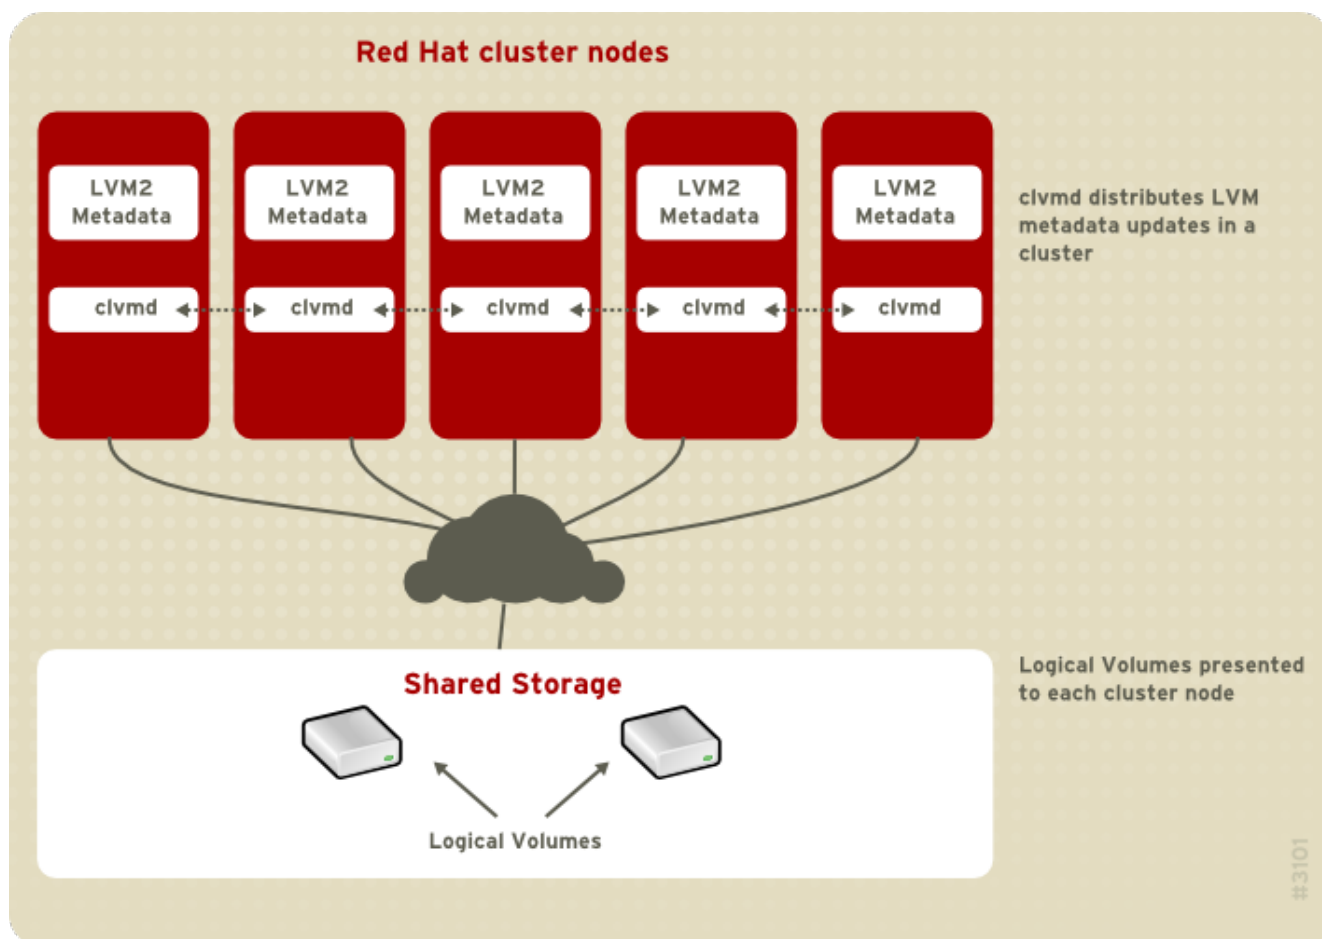 Red Hat cluster nodes
LVM2
Metadata
LVM2
Metadata
LVM2
Metadata
LVM2
Metadata
LVM2
Metadata
clvmd distributes LVM
metadata updates in a
cluster
clvmd
clvmd
clvmd
clvmd
clvmd
Shared Storage
Logical Volumes presented
to each cluster node
Logical Volumes
#3101